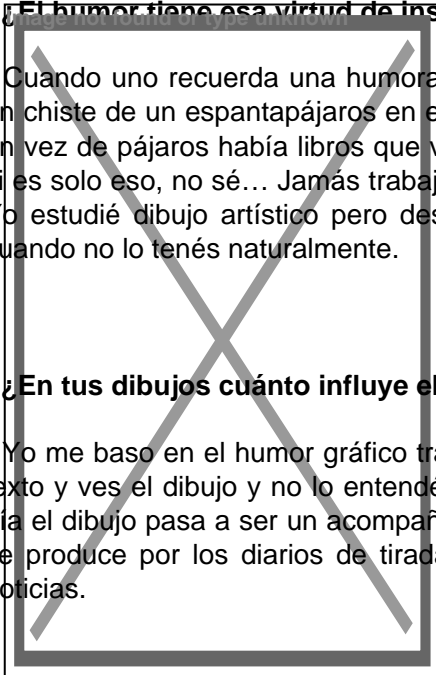 ¿El humor tiene esa virtud de ins
Image not found or type unknown
Cuando uno recuerda una humora
n chiste de un espantapájaros en e
n vez de pájaros había libros que v
i es solo eso, no sé… Jamás trabaj
Yo estudié dibujo artístico pero des
uando no lo tenés naturalmente.
¿En tus dibujos cuánto influye el
Yo me baso en el humor gráfico tra
exto y ves el dibujo y no lo entendé
ía el dibujo pasa a ser un acompañ
e produce por los diarios de tirada
oticias.